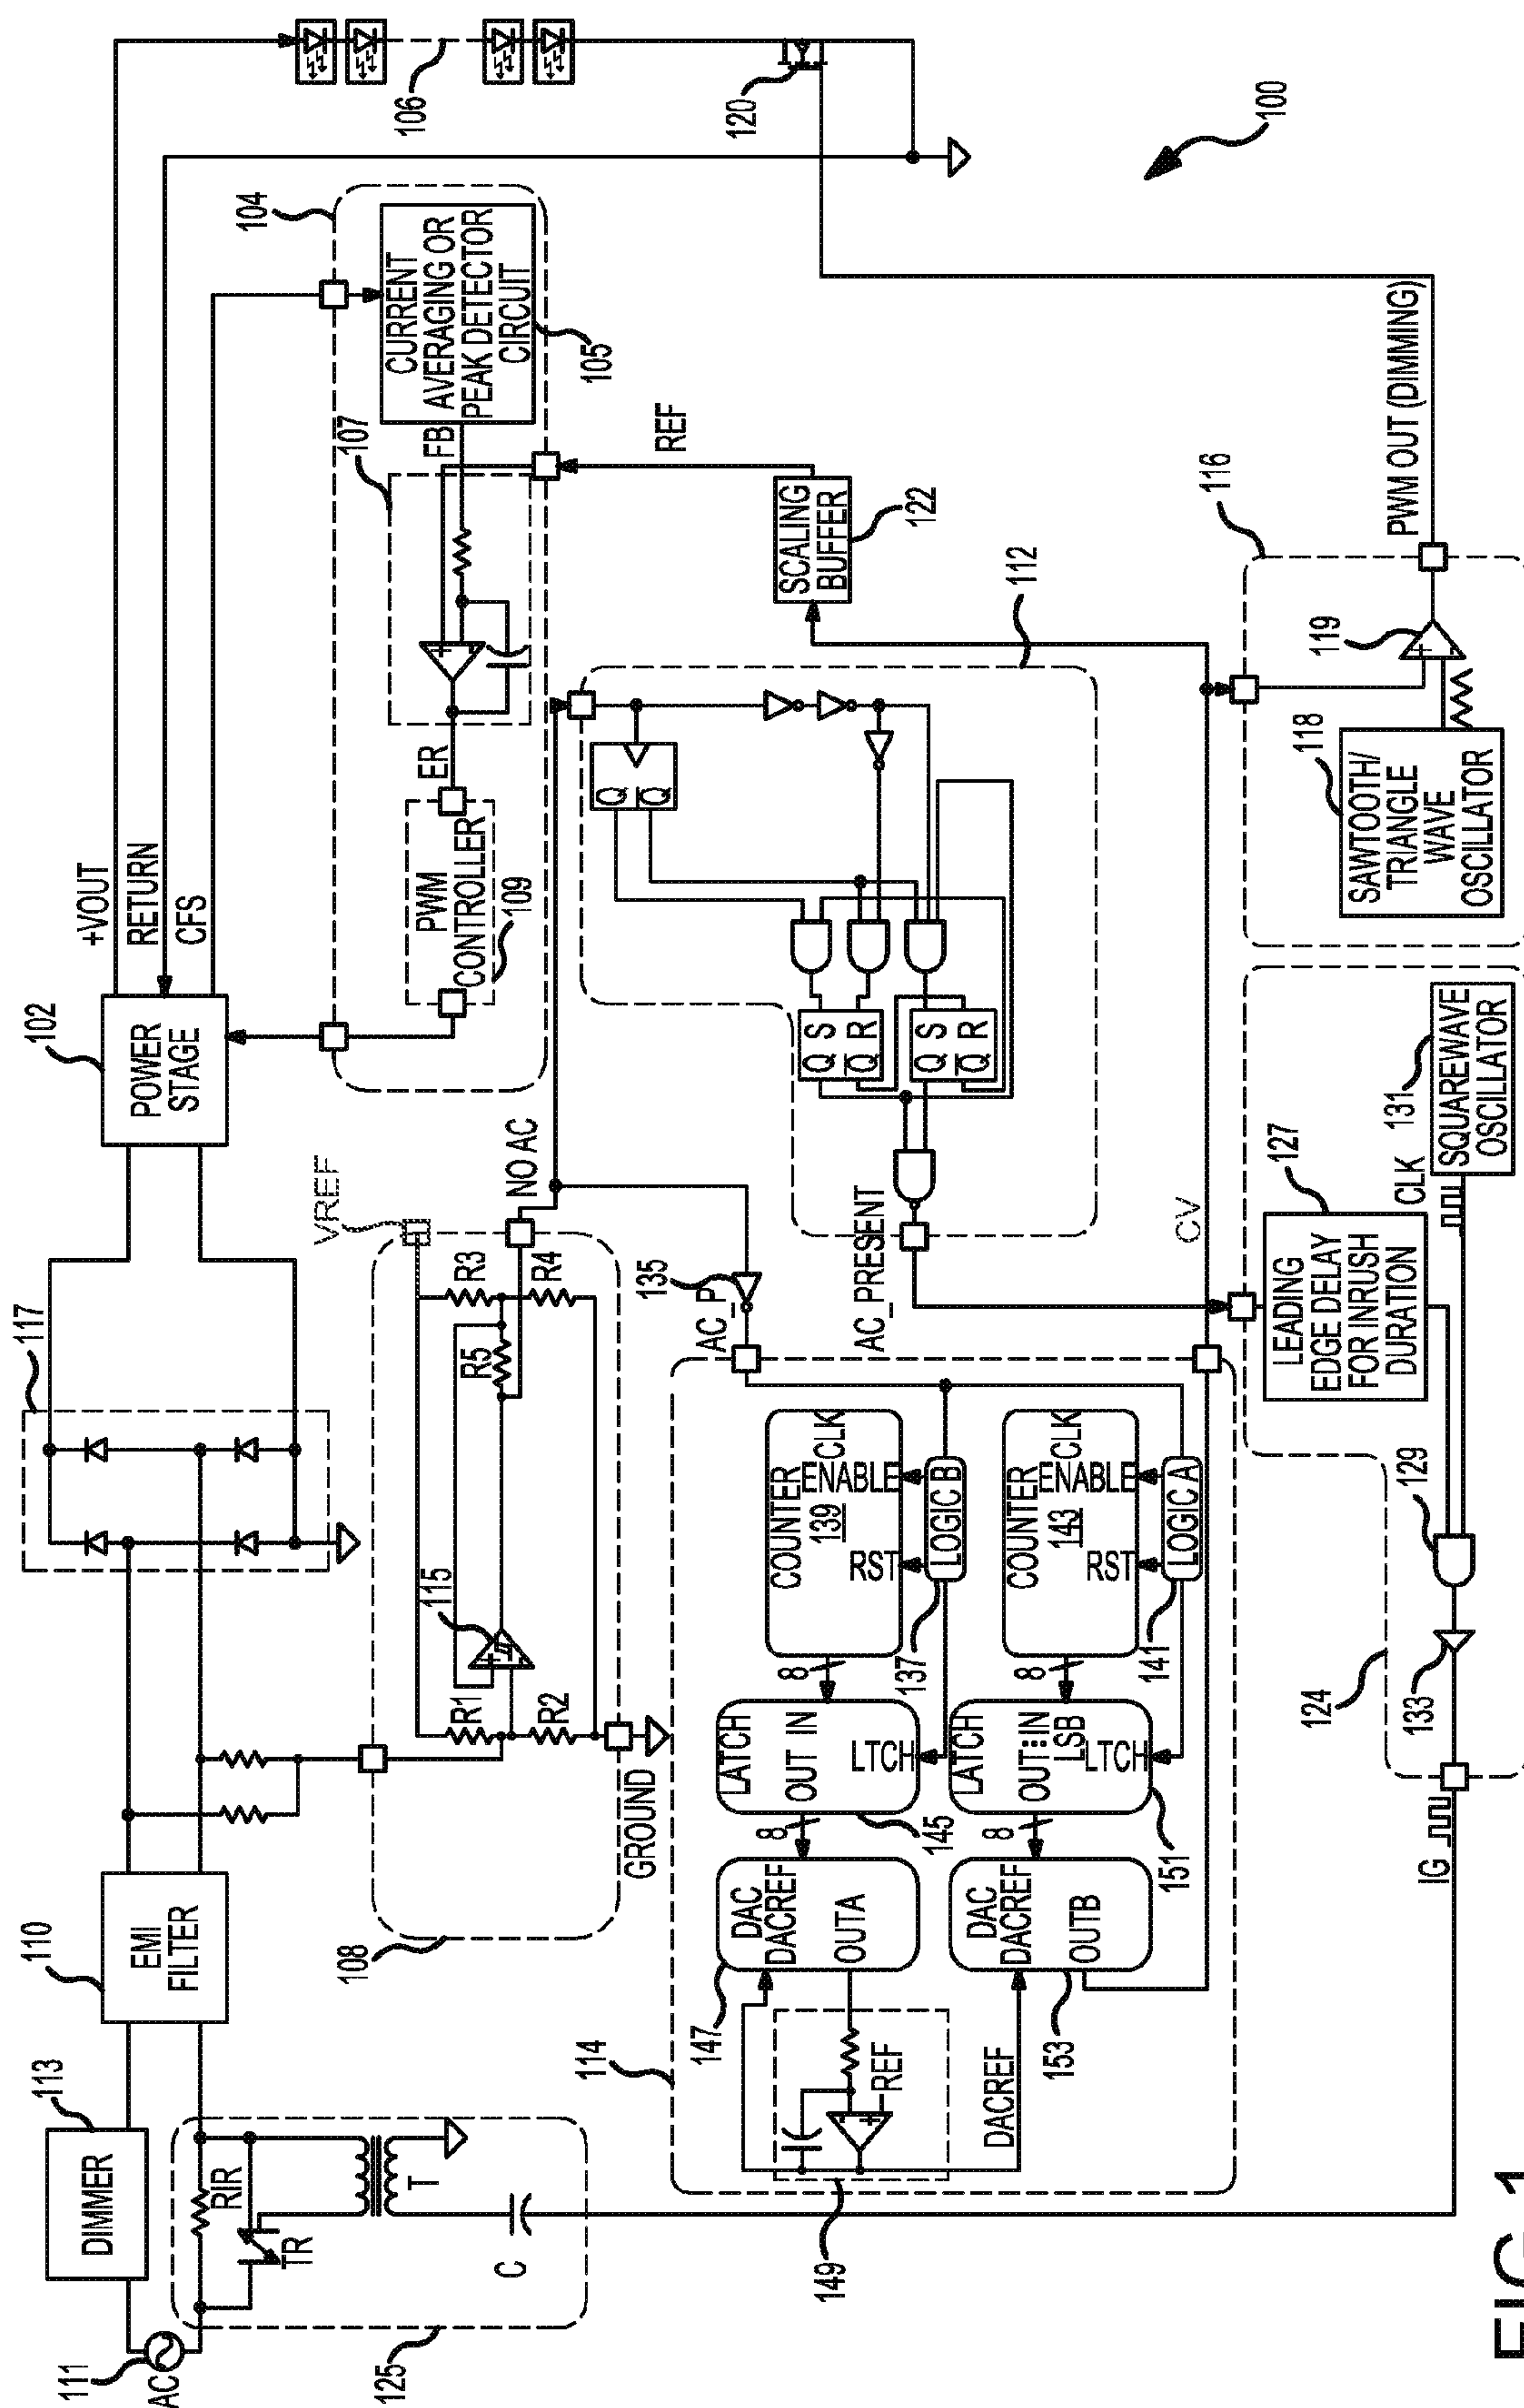 111
AC
113
DIMMER
110
EMI
FILTER
117
102
POWER
STAGE
+VOUT
RETURN
CFS
106
120
100
125
RIR
TR
T
C
108
GROUND
R1
R2
115
R5
R3
R4
VREF
NO AC
104
CURRENT
AVERAGING OR
PEAK DETECTOR
CIRCUIT
105
107
FB
+
-
ER
PWM
CONTROLLER
109
REF
SCALING
BUFFER
122
112
Q
Q
Q S
Q R
Q S
Q R
AC_PRESENT
135
AC_P
114
147
DAC
DACREF
OUTA
149
REF
DACREF
DAC
DACREF
OUTB
153
8
LATCH
OUT IN
LTCH
145
8
LATCH
OUT IN
LSB
LTCH
151
8
COUNTER
139
CLK
ENABLE
RST
LOGIC B
137
8
COUNTER
143
CLK
ENABLE
RST
LOGIC A
141
CV
116
118
SAWTOOTH/
TRIANGLE
WAVE
OSCILLATOR
+
-
119
PWM OUT (DIMMING)
127
LEADING
EDGE DELAY
FOR INRUSH
DURATION
CLK
131
SQUAREWAVE
OSCILLATOR
129
133
124
IG
FIG. 1